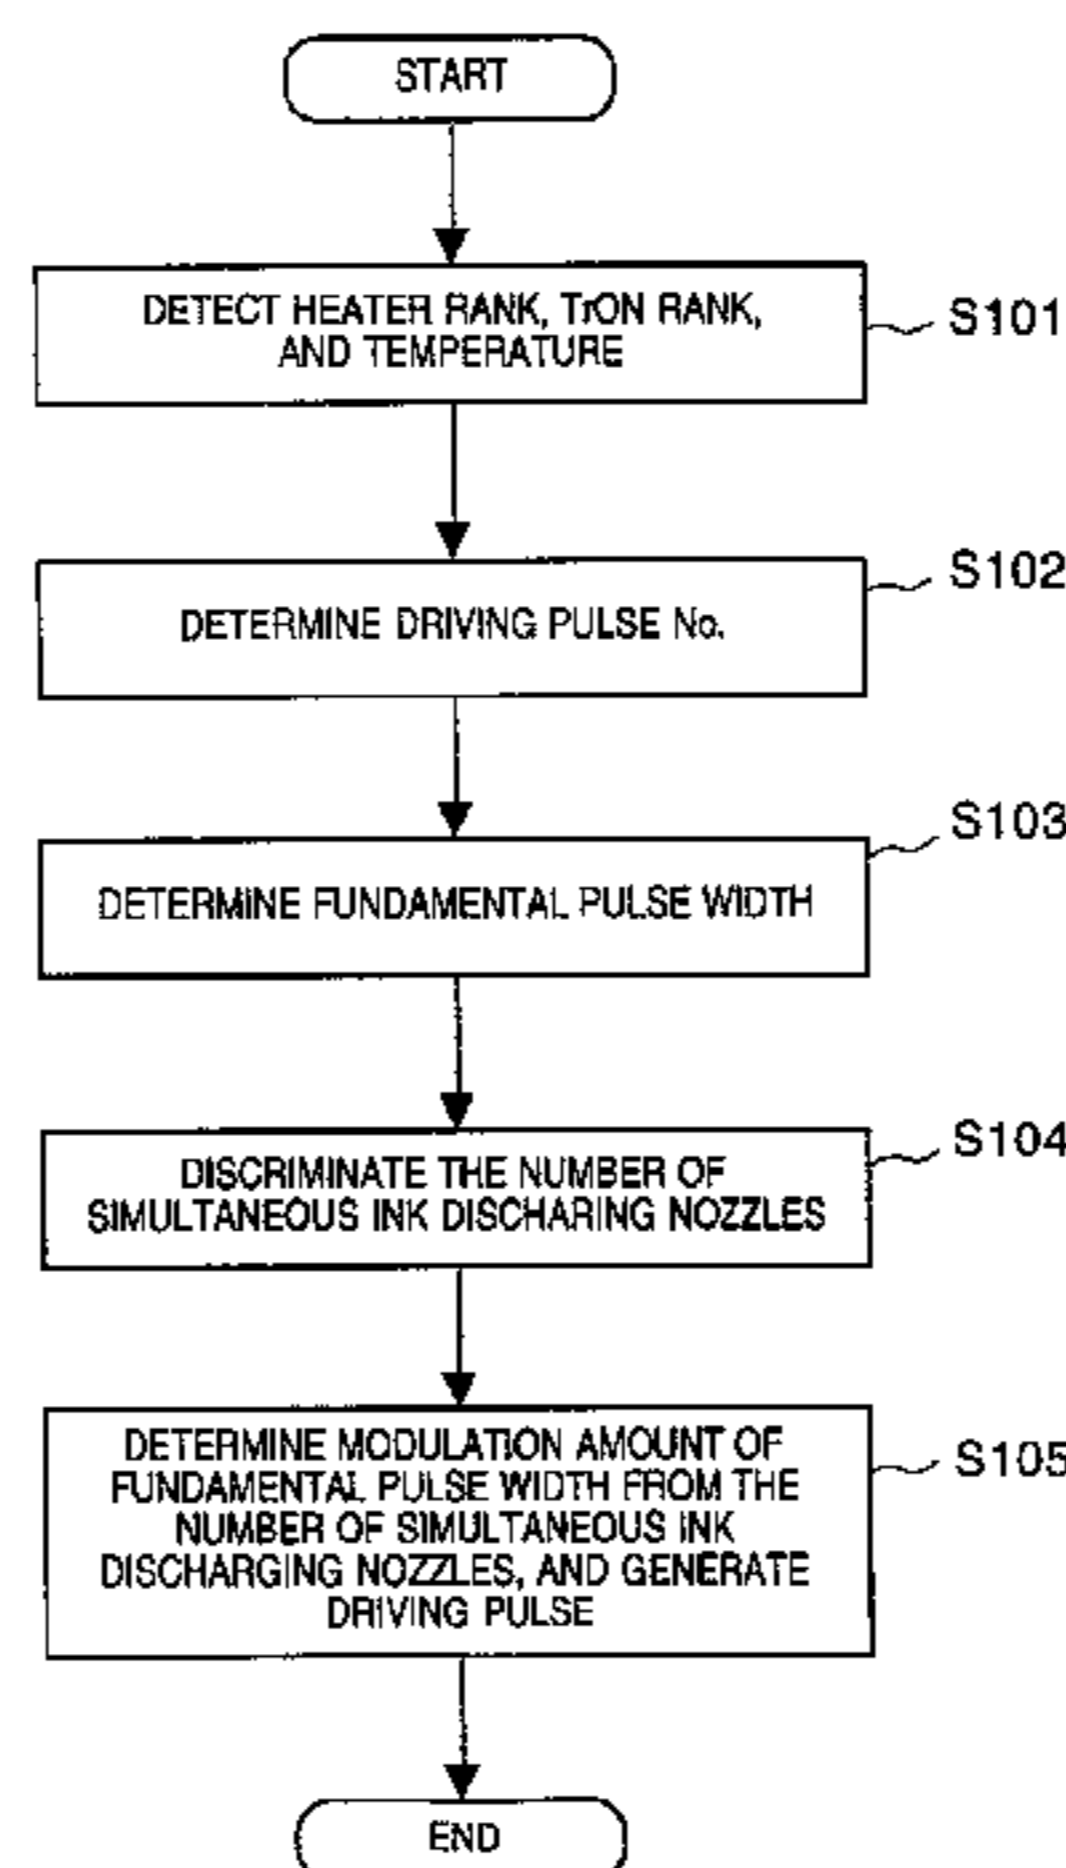 START
DETECT HEATER RANK, TrON RANK,
AND TEMPERATURE
S101
DETERMINE DRIVING PULSE No.
S102
DETERMINE FUNDAMENTAL PULSE WIDTH
S103
DISCRIMINATE THE NUMBER OF
SIMULTANEOUS INK DISCHARING NOZZLES
S104
DETERMINE MODULATION AMOUNT OF
FUNDAMENTAL PULSE WIDTH FROM THE
NUMBER OF SIMULTANEOUS INK
DISCHARGING NOZZLES, AND GENERATE
DRIVING PULSE
S105
END